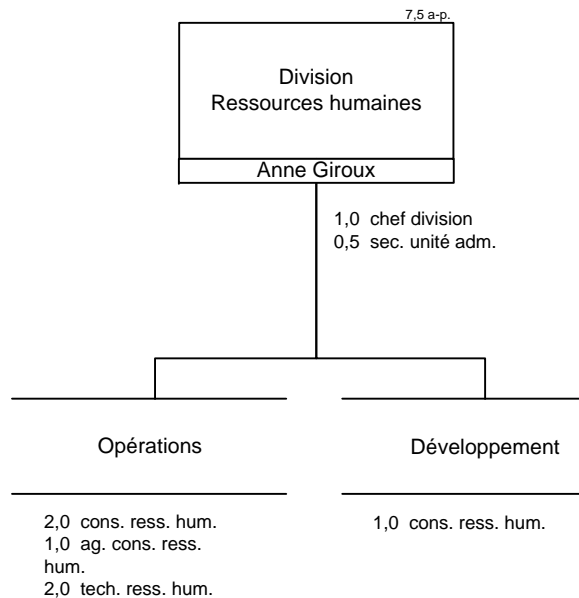 7,5 a-p.
Division
Ressources humaines
Anne Giroux
1,0 chef division
0,5 sec. unité adm.
Opérations
2,0 cons. ress. hum.
1,0 ag. cons. ress.
hum.
2,0 tech. ress. hum.
Développement
1,0 cons. ress. hum.